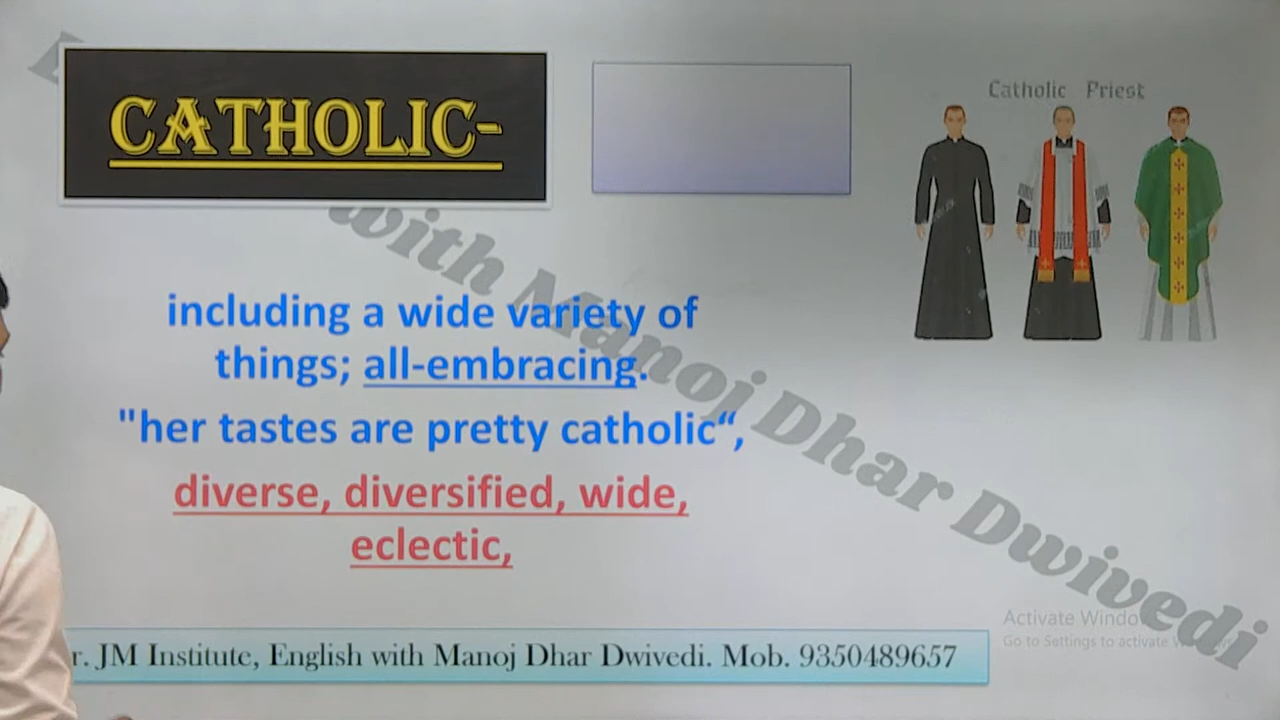 CATHOLIC-
Catholic Priest
including a wide variety of
things; all-embracing.
"her tastes are pretty catholic“,
diverse, diversified, wide,
eclectic,
with Manoj Dhar Dwivedi
Activate Windo
Go to Settings to activate
r. JM Institute, English with Manoj Dhar Dwivedi. Mob. 9350489657